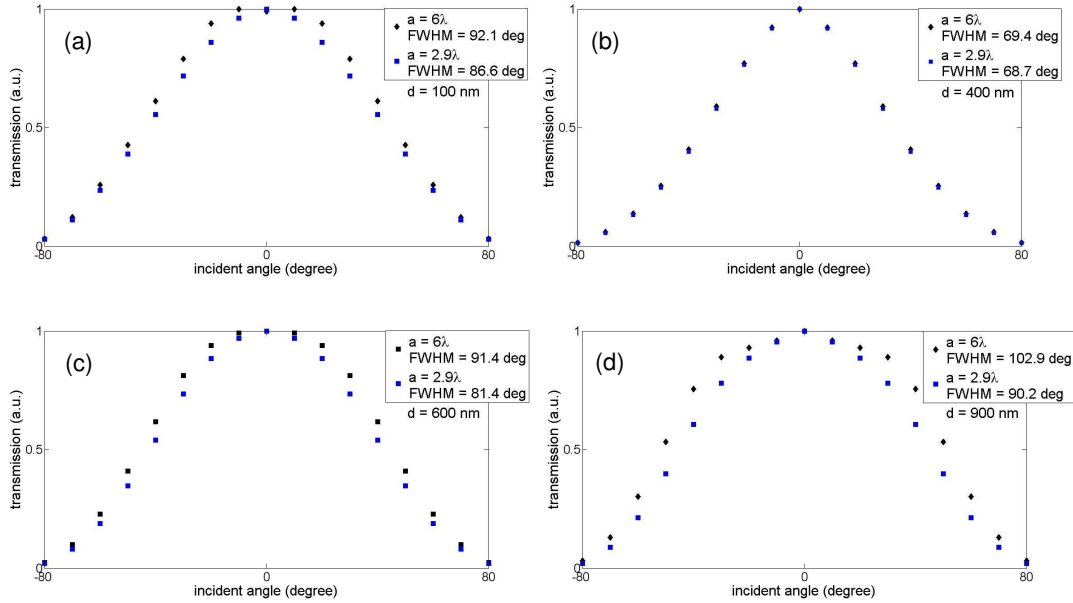 (a)
transmission (a.u.)
1
0.5
0
-80
0
80
incident angle (degree)
a = 6λ
FWHM = 92.1 deg
a = 2.9λ
FWHM = 86.6 deg
d = 100 nm
(b)
transmission (a.u.)
1
0.5
0
-80
0
80
incident angle (degree)
a = 6λ
FWHM = 69.4 deg
a = 2.9λ
FWHM = 68.7 deg
d = 400 nm
(c)
transmission (a.u.)
1
0.5
0
-80
0
80
incident angle (degree)
a = 6λ
FWHM = 91.4 deg
a = 2.9λ
FWHM = 81.4 deg
d = 600 nm
(d)
transmission (a.u.)
1
0.5
0
-80
0
80
incident angle (degree)
a = 6λ
FWHM = 102.9 deg
a = 2.9λ
FWHM = 90.2 deg
d = 900 nm